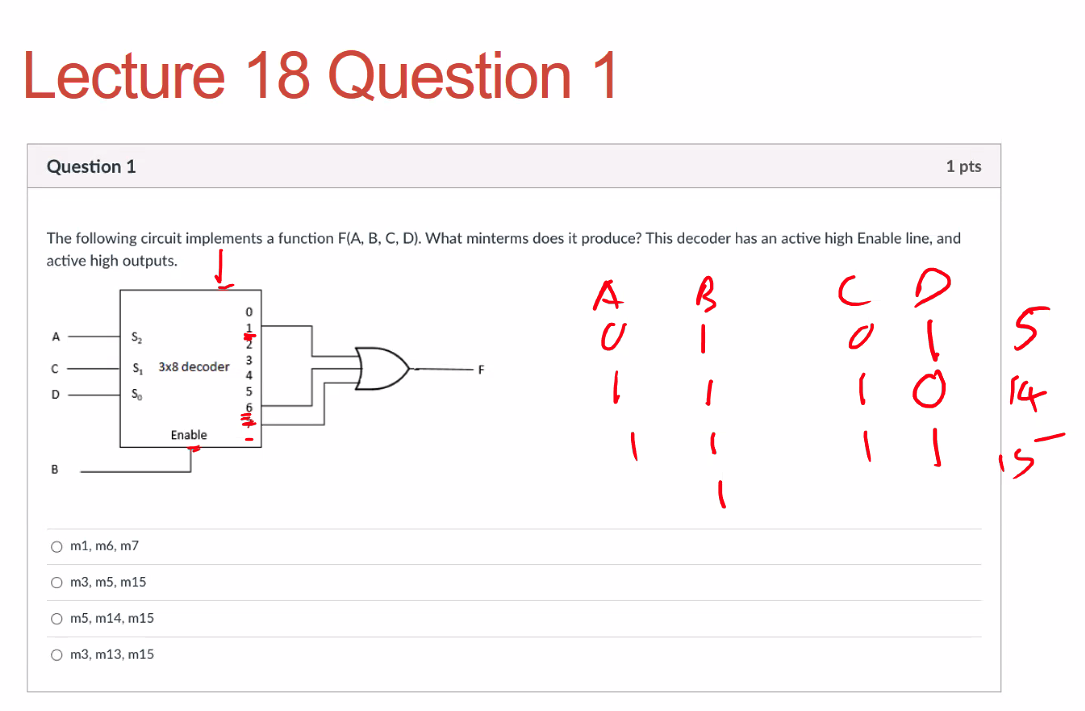 Lecture 18 Question 1
Question 1 1 pts
The following circuit implements a function F(A, B, C, D). What minterms does it produce? This decoder has an active high Enable line, and
active high outputs.
A B C D
0 1 0 1 5
1 1 1 0 14
1 1 1 1 15
1
0
1
2
3
4
5
6
7
A S2
C S1 3x8 decoder
D S0
F
Enable
B
m1, m6, m7
m3, m5, m15
m5, m14, m15
m3, m13, m15